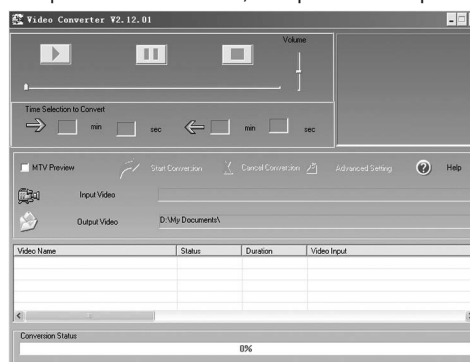 Video Converter V2.12.01
Volume
Time Selection to Convert
min sec min sec
MTV Preview Start Conversion Cancel Conversion Advanced Setting Help
Input Video
Output Video D:\My Documents\
Video Name Status Duration Video Input
Conversion Status
0%